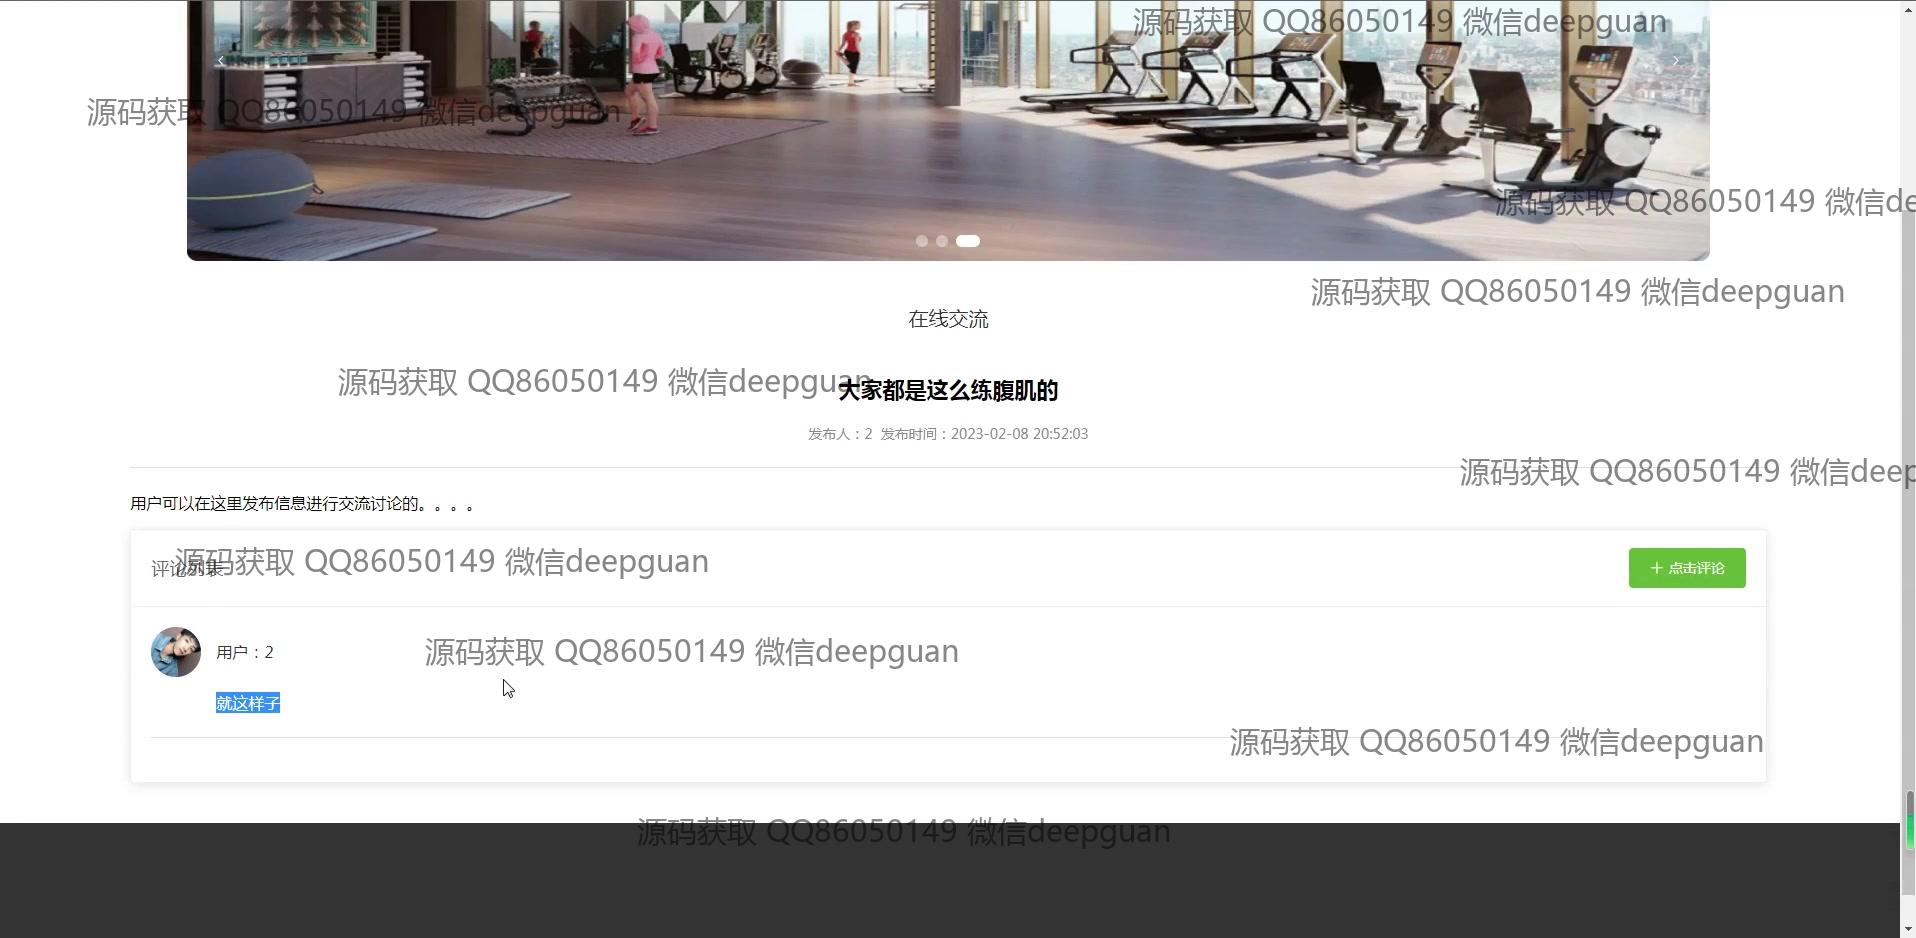 源码获取 QQ86050149 微信deepguan
源码获取 QQ86050149 微信deepguan
源码获取 QQ86050149 微信de
源码获取 QQ86050149 微信deepguan
在线交流
源码获取 QQ86050149 微信deepguan
大家都是这么练腹肌的
发布人：2 发布时间：2023-02-08 20:52:03
源码获取 QQ86050149 微信deep
用户可以在这里发布信息进行交流讨论的。。。。
源码获取 QQ86050149 微信deepguan
评论列表
+ 点击评论
用户：2
源码获取 QQ86050149 微信deepguan
就这样子
源码获取 QQ86050149 微信deepguan
源码获取 QQ86050149 微信deepguan